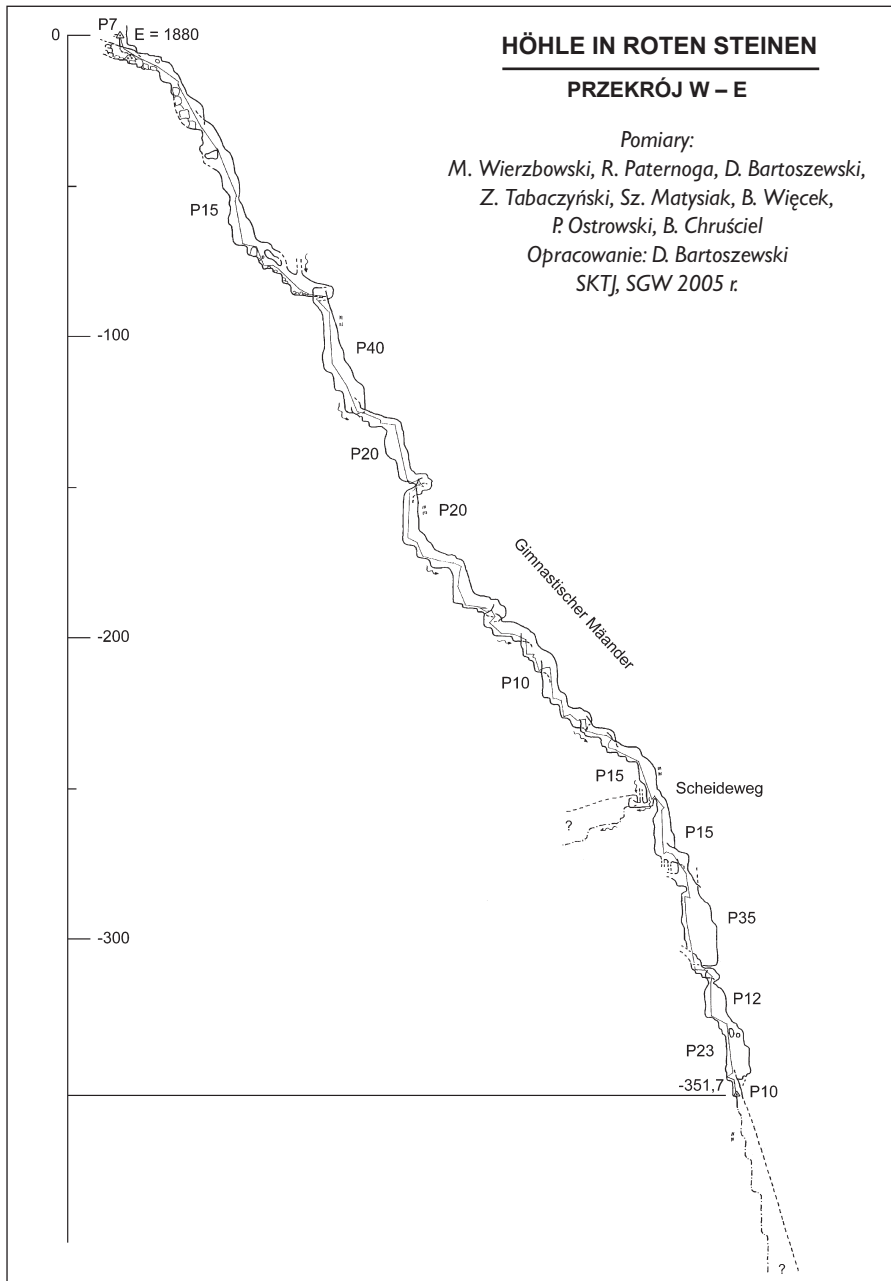 HÖHLE IN ROTEN STEINEN
PRZEKRÓJ W – E
Pomiary:
M. Wierzbowski, R. Paternoga, D. Bartoszewski,
Z. Tabaczyński, Sz. Matysiak, B. Więcek,
P. Ostrowski, B. Chruściel
Opracowanie: D. Bartoszewski
SKTJ, SGW 2005 r.
P7
0
E = 1880
P15
-100
P40
P20
P20
Gimnastischer Mäander
-200
P10
P15
Scheideweg
?
P15
P35
-300
P12
P23
-351,7
P10
?